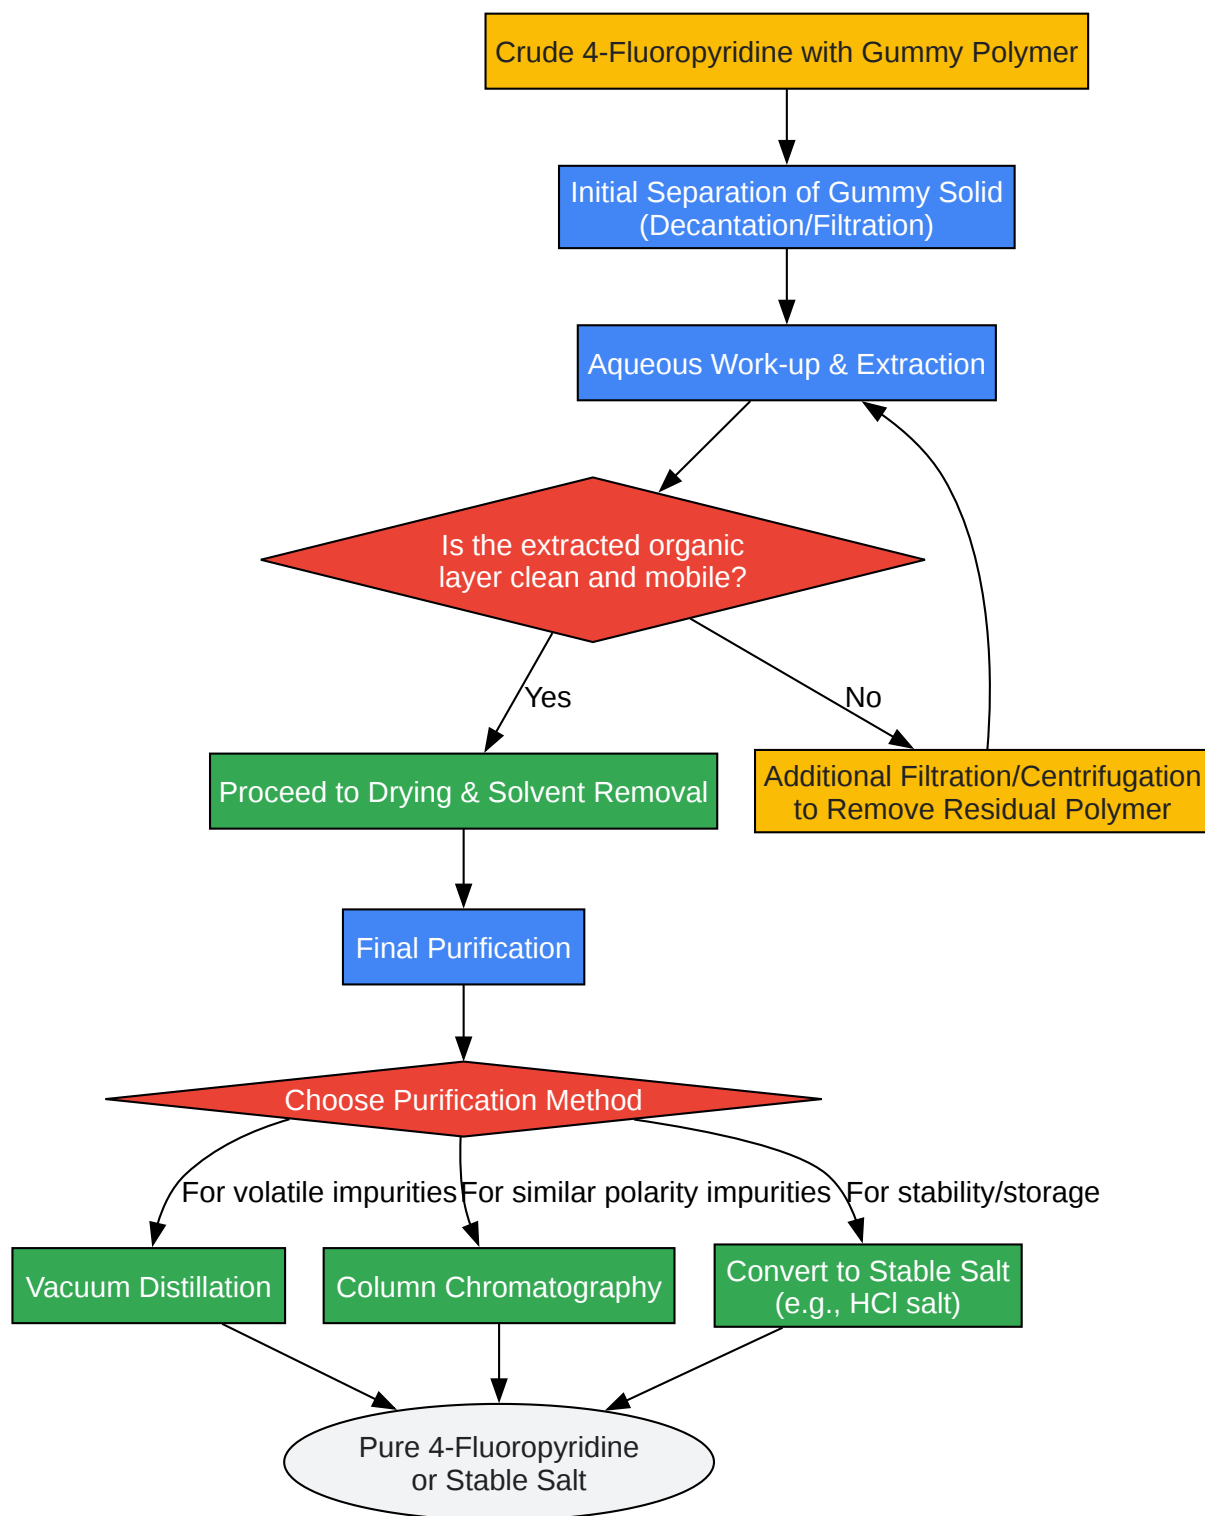 Crude 4-Fluoropyridine with Gummy Polymer
Initial Separation of Gummy Solid
(Decantation/Filtration)
Aqueous Work-up & Extraction
Is the extracted organic
layer clean and mobile?
Yes
No
Proceed to Drying & Solvent Removal
Additional Filtration/Centrifugation
to Remove Residual Polymer
Final Purification
Choose Purification Method
For volatile impurities
For similar polarity impurities
For stability/storage
Vacuum Distillation
Column Chromatography
Convert to Stable Salt
(e.g., HCl salt)
Pure 4-Fluoropyridine
or Stable Salt